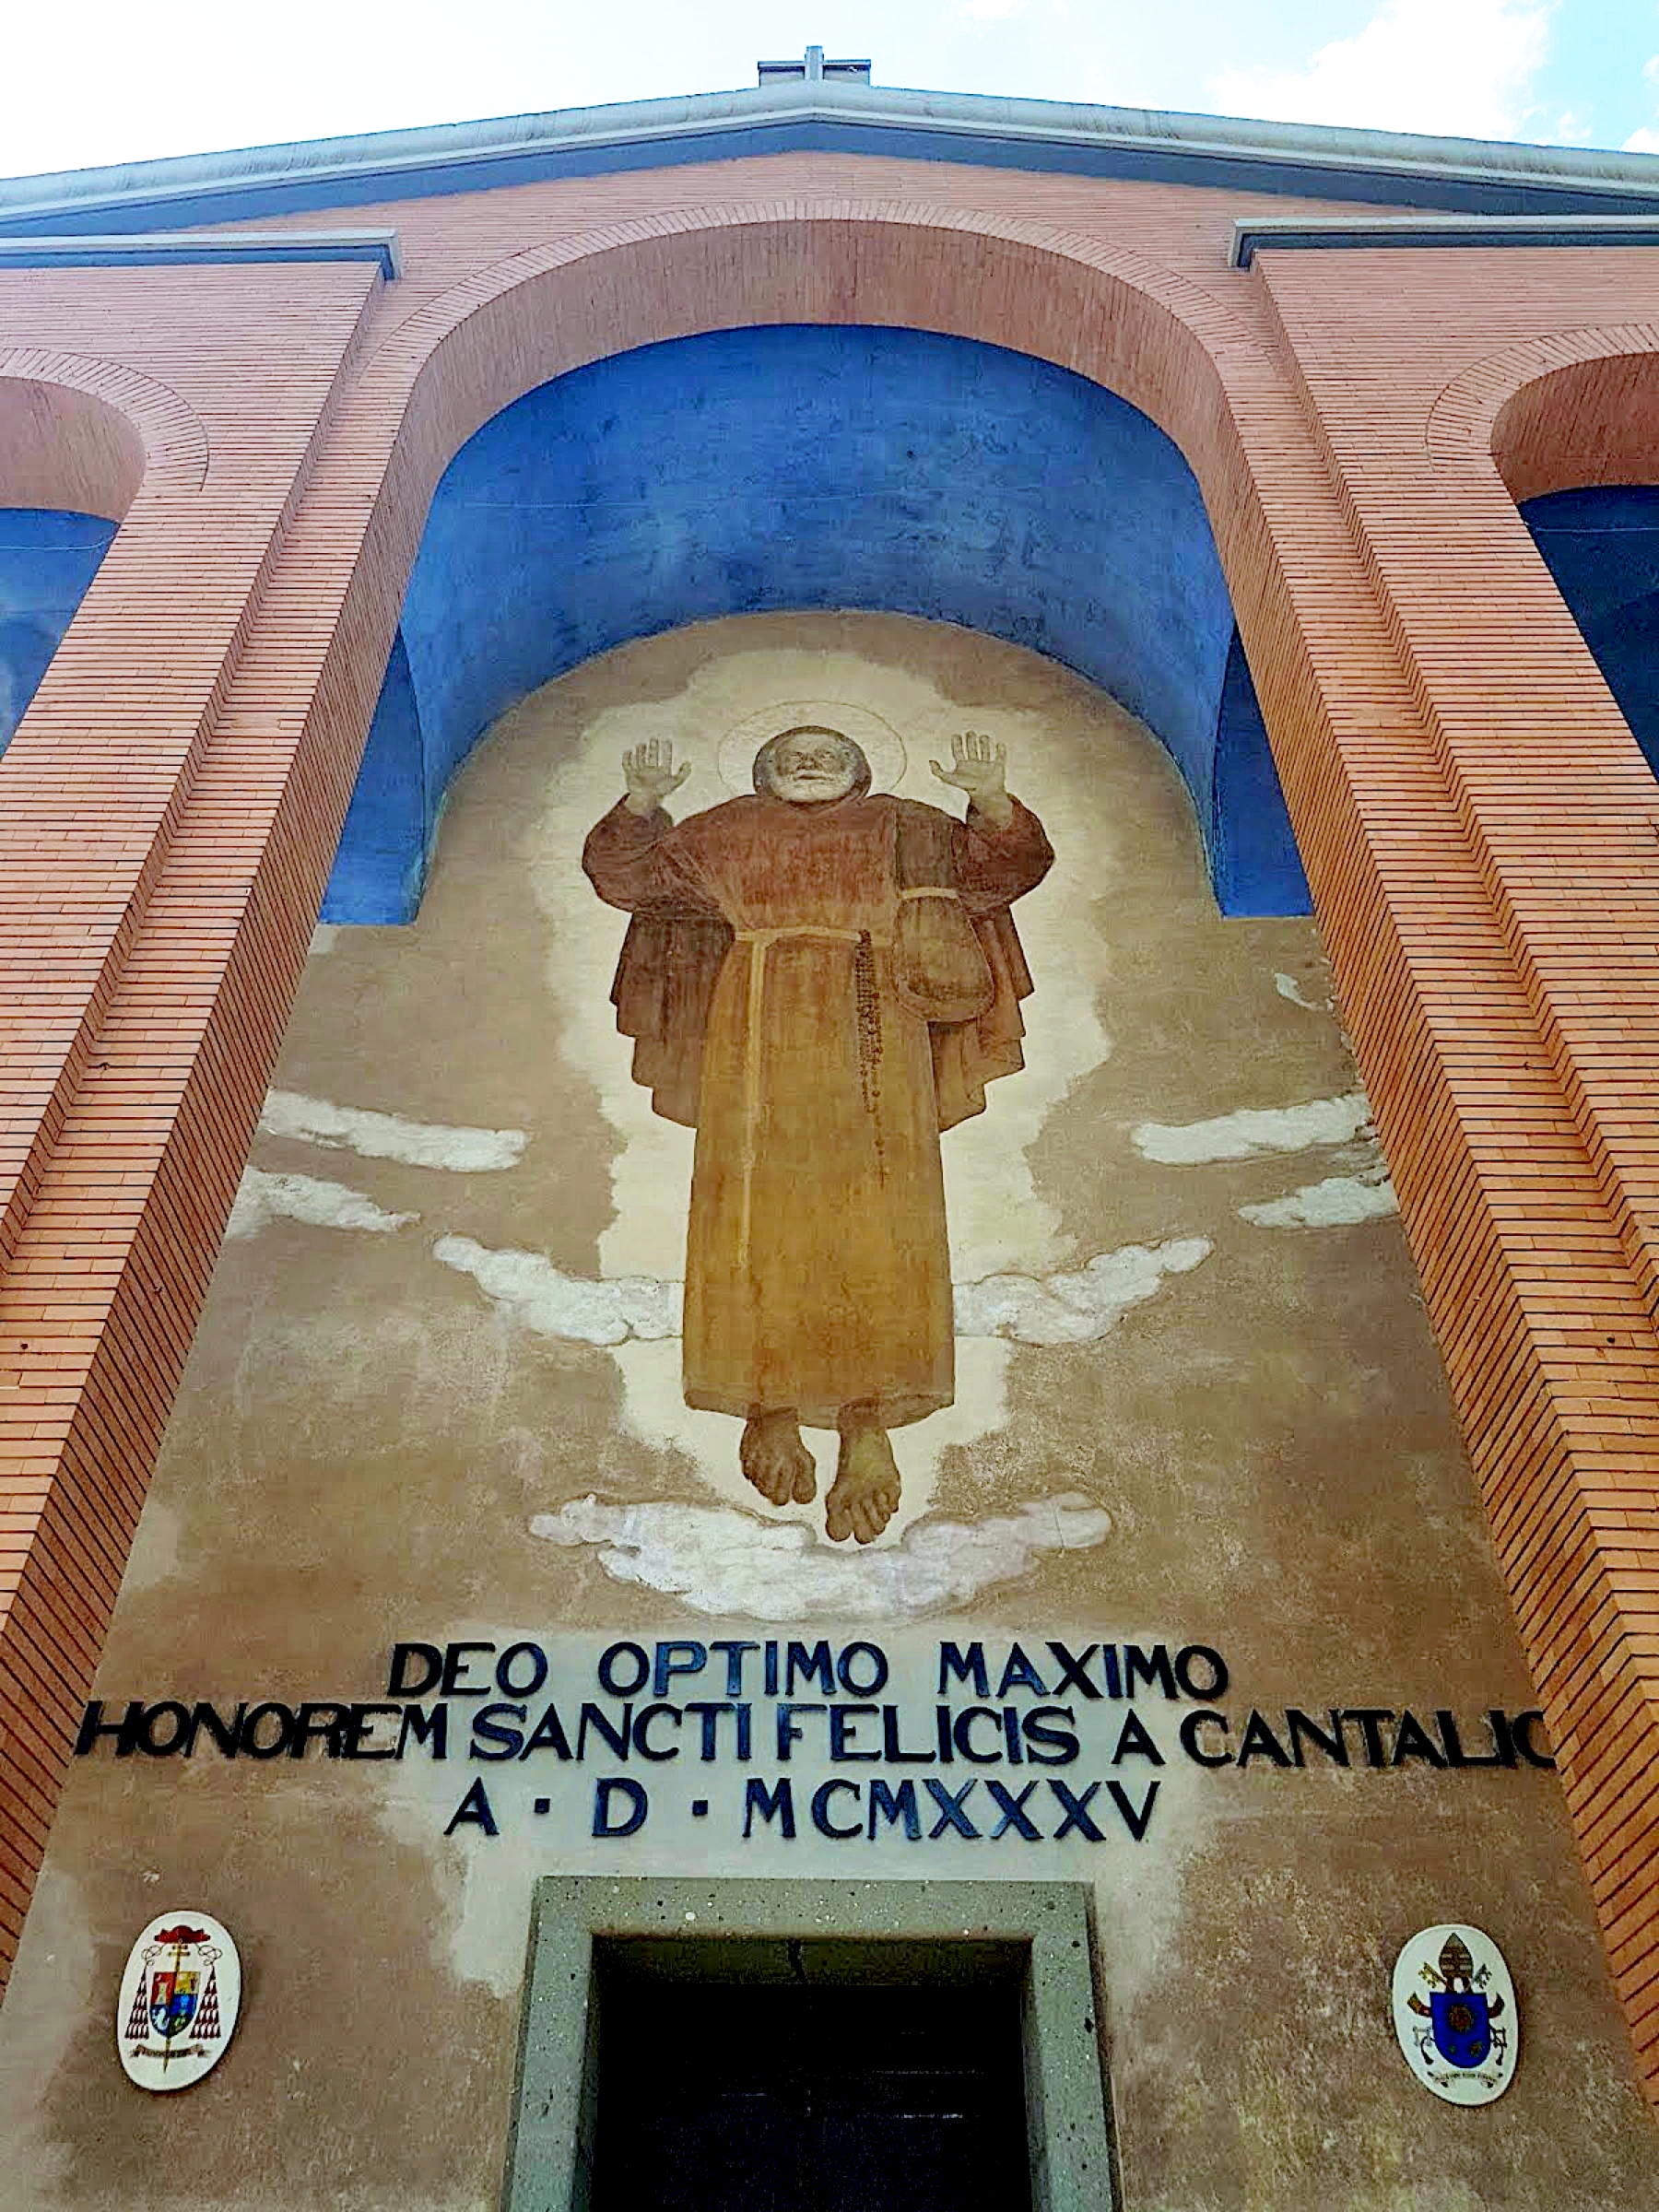 DEO OPTIMO MAXIMO
HONOREM SANCTI FELICIS A CANTALIC
A · D · MCMXXXV